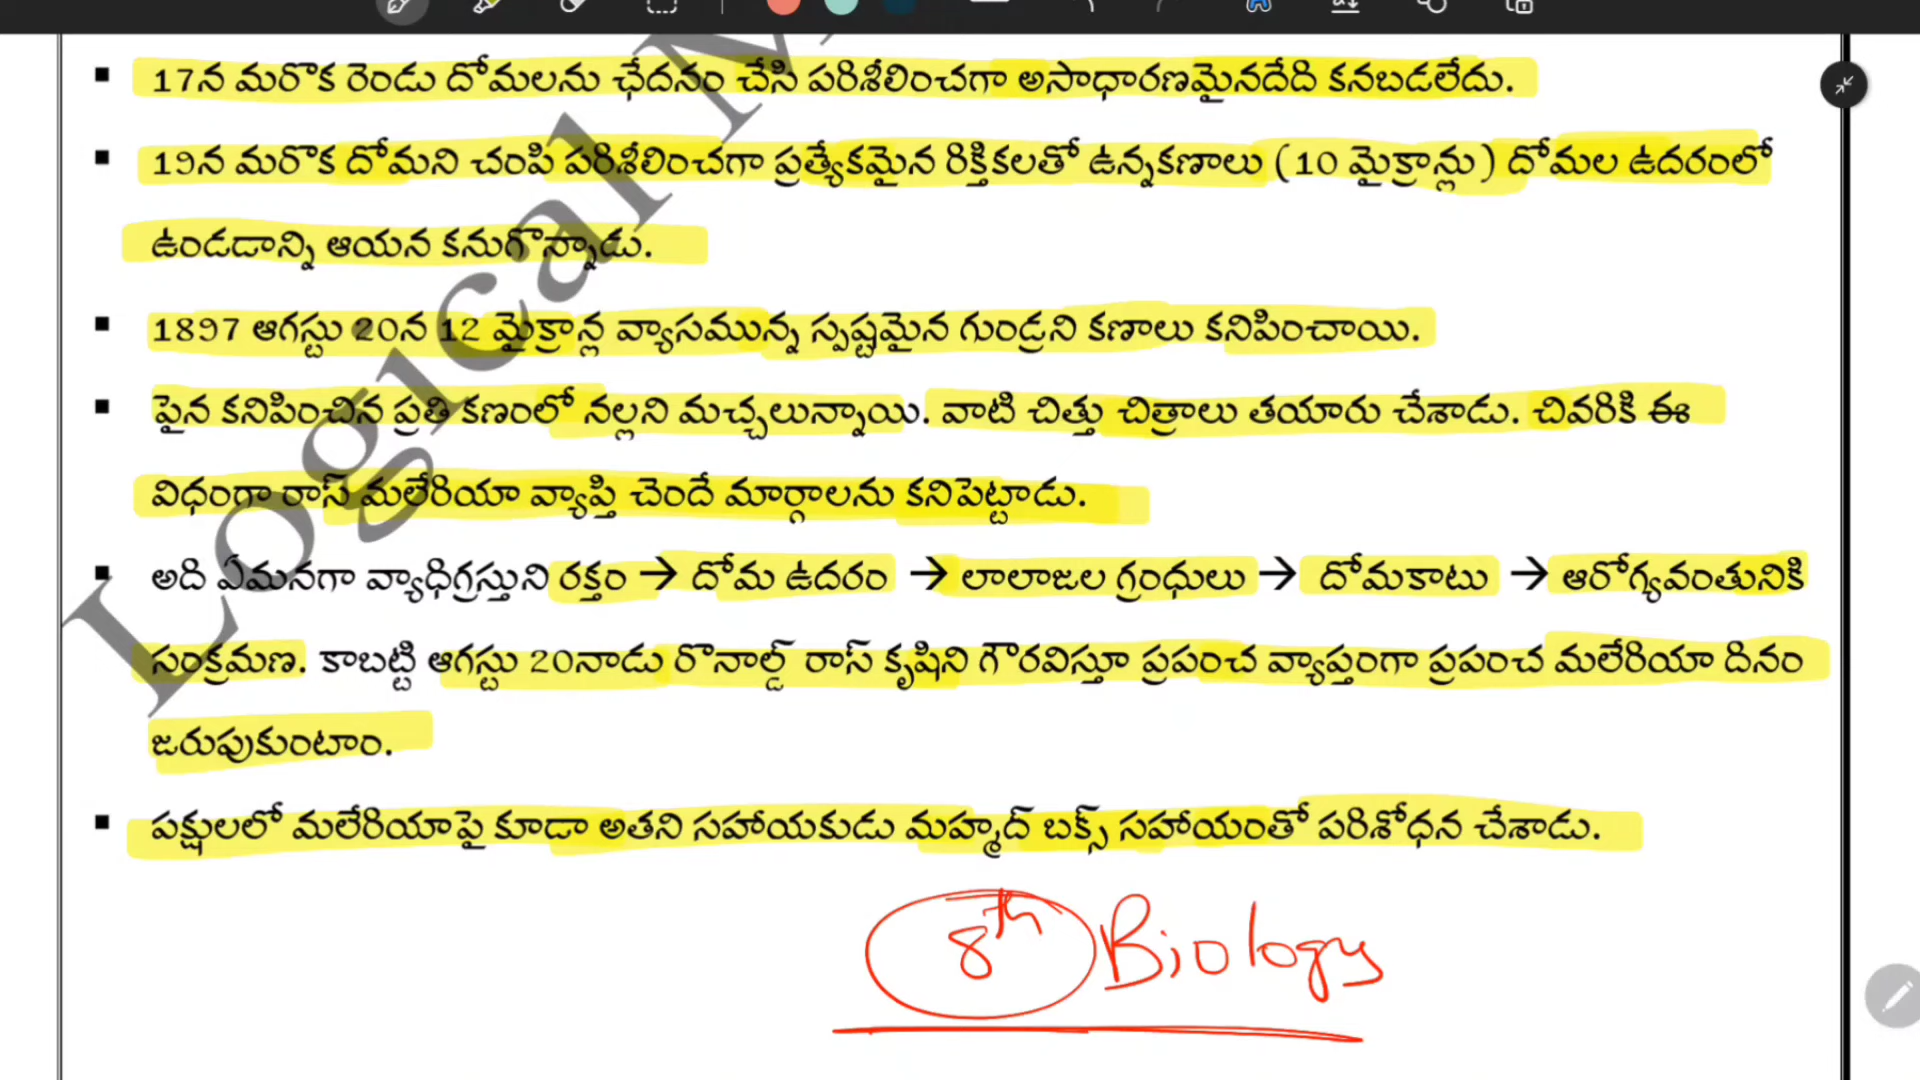 17న మరొక రెండు దోమలను ఛేదనం చేసి పరిశీలించగా అసాధారణమైనదేది కనబడలేదు.
19న మరొక దోమని చంపి పరిశీలించగా ప్రత్యేకమైన రిక్తికలతో ఉన్నకణాలు (10 మైక్రాన్లు) దోమల ఉదరంలో
ఉండడాన్ని ఆయన కనుగొన్నాడు.
1897 ఆగస్టు 20న 12 మైక్రాన్ల వ్యాసమున్న స్పష్టమైన గుండ్రని కణాలు కనిపించాయి.
పైన కనిపించిన ప్రతి కణంలో నల్లని మచ్చలున్నాయి. వాటి చిత్తు చిత్రాలు తయారు చేశాడు. చివరికి ఈ
విధంగా రాస్ మలేరియా వ్యాప్తి చెందే మార్గాలను కనిపెట్టాడు.
అది ఏమనగా వ్యాధిగ్రస్తుని రక్తం → దోమ ఉదరం → లాలాజల గ్రంధులు → దోమకాటు → ఆరోగ్యవంతునికి
సంక్రమణ. కాబట్టి ఆగస్టు 20నాడు రొనాల్డ్ రాస్ కృషిని గౌరవిస్తూ ప్రపంచ వ్యాప్తంగా ప్రపంచ మలేరియా దినం
జరుపుకుంటాం.
పక్షులలో మలేరియాపై కూడా అతని సహాయకుడు మహ్మద్ బక్స్ సహాయంతో పరిశోధన చేశాడు.
8th Biology
Logical M